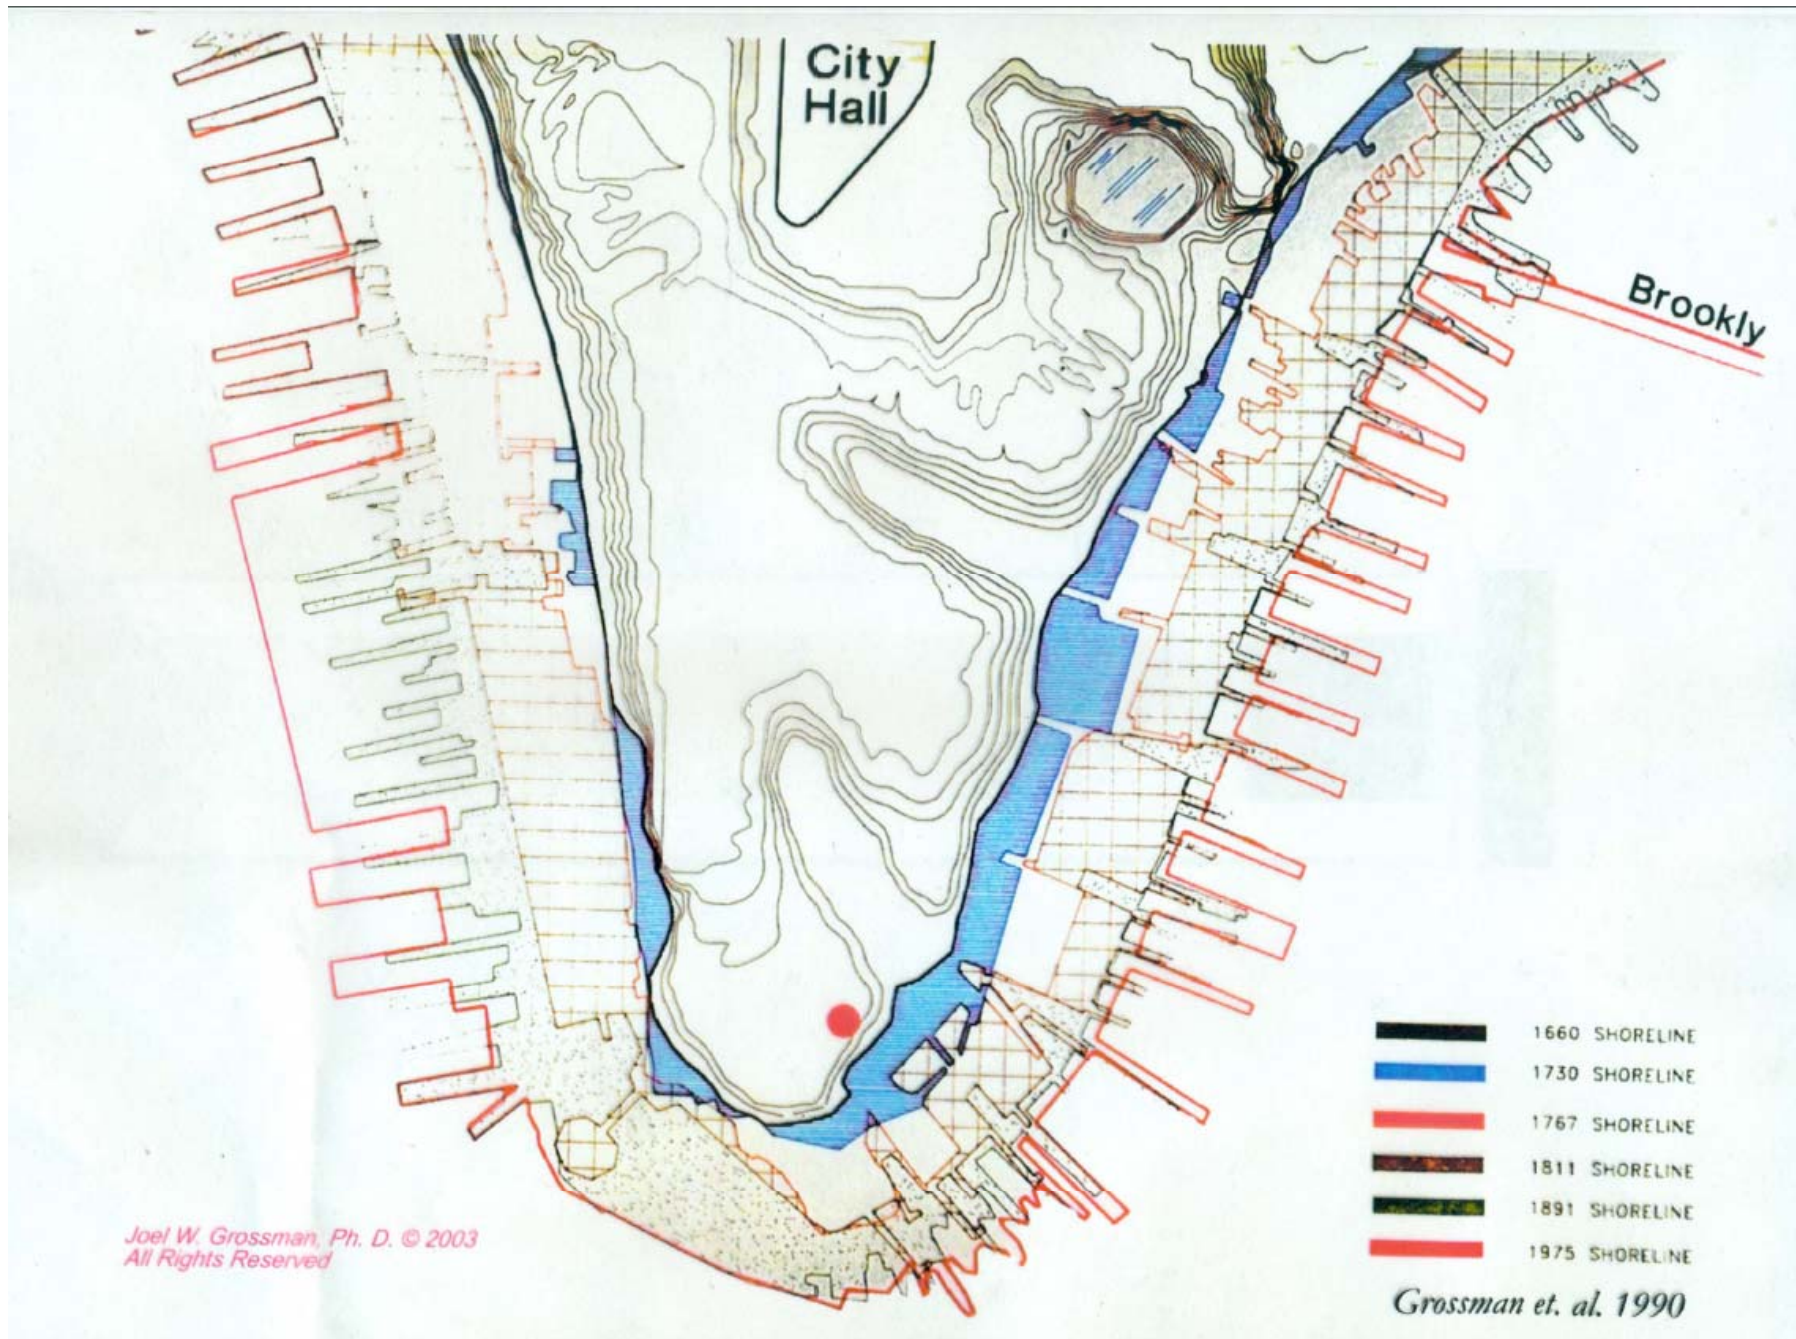 City
Hall
Brookly
1660 SHORELINE
1730 SHORELINE
1767 SHORELINE
1811 SHORELINE
1891 SHORELINE
1975 SHORELINE
Joel W. Grossman, Ph. D. © 2003
All Rights Reserved
Grossman et. al. 1990